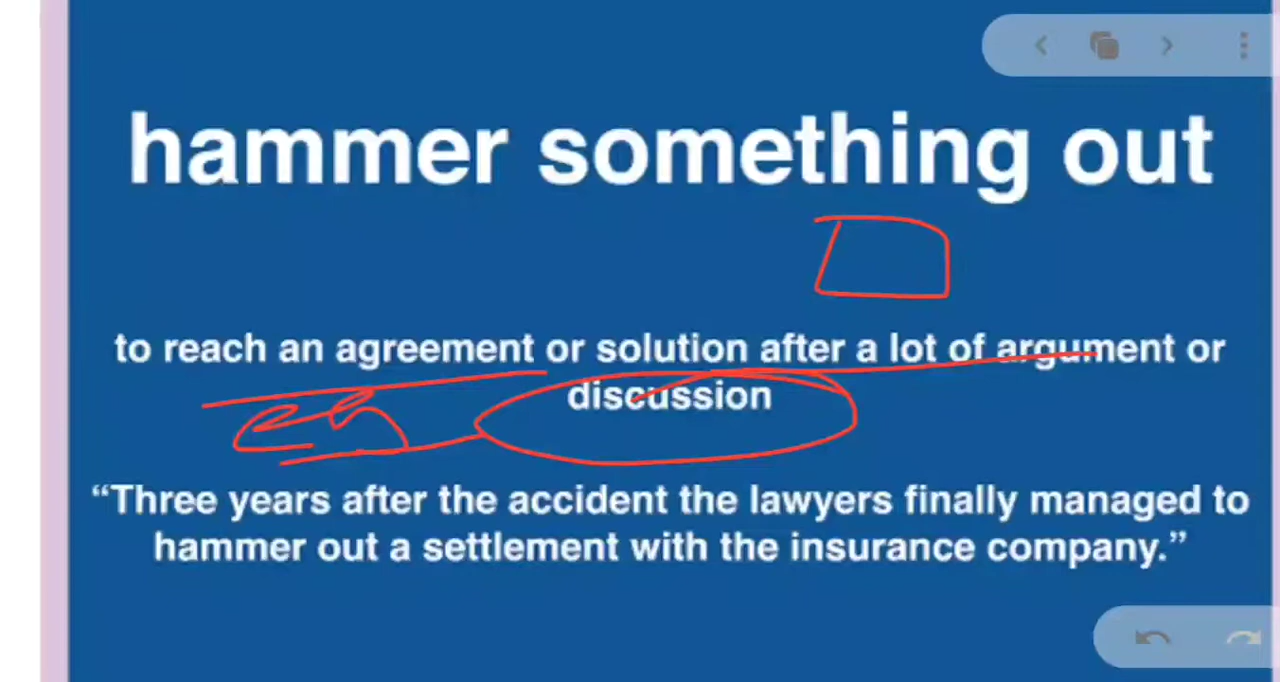 hammer something out
to reach an agreement or solution after a lot of argument or
discussion
“Three years after the accident the lawyers finally managed to
hammer out a settlement with the insurance company.”